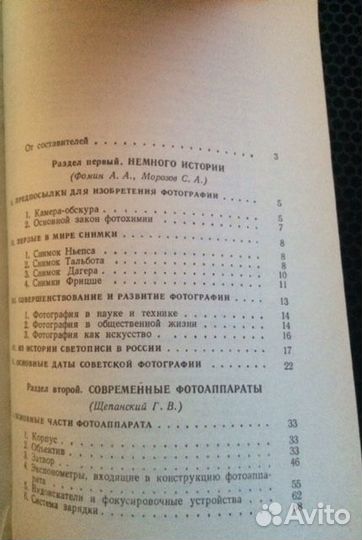 От составителей 3
Раздел первый. НЕМНОГО ИСТОРИИ
(Фомин А. А., Морозов С. А.)
ПРЕДПОСЫЛКИ ДЛЯ ИЗОБРЕТЕНИЯ ФОТОГРАФИИ 5
1. Камера-обскура 5
2. Основной закон фотохимии 7
ПЕРВЫЕ В МИРЕ СНИМКИ 8
1. Снимок Ньепса 8
2. Снимок Тальбота 8
3. Снимок Дагера 10
4. Снимки Фрицше 11
СОВЕРШЕНСТВОВАНИЕ И РАЗВИТИЕ ФОТОГРАФИИ 13
1. Фотография в науке и технике 14
2. Фотография в общественной жизни 14
3. Фотография как искусство 16
ИЗ ИСТОРИИ СВЕТОПИСИ В РОССИИ 17
ОСНОВНЫЕ ДАТЫ СОВЕТСКОЙ ФОТОГРАФИИ 22
Раздел второй. СОВРЕМЕННЫЕ ФОТОАППАРАТЫ
(Щепанский Г. В.)
ОСНОВНЫЕ ЧАСТИ ФОТОАППАРАТА 33
1. Корпус 33
2. Объектив 33
3. Затвор 46
4. Экспонометры, входящие в конструкцию фотоаппа-
рата 55
5. Видоискатели и фокусировочные устройства 62
6. Система зарядки
Avito